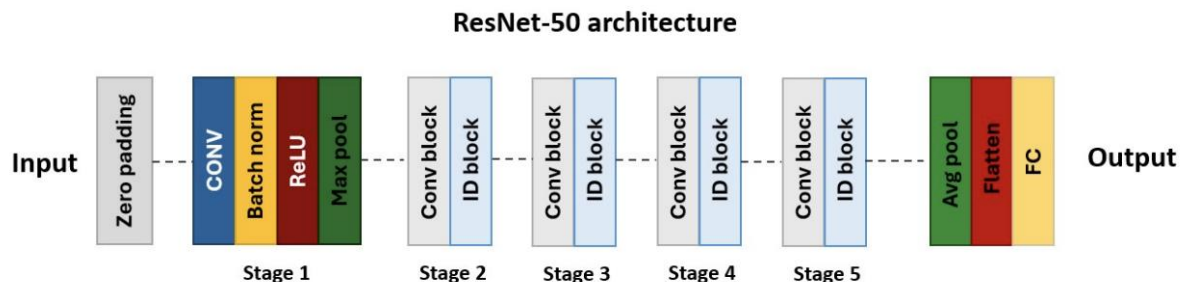 ResNet-50 architecture
Input
Zero padding
CONV
Batch norm
ReLU
Max pool
Stage 1
Conv block
ID block
Stage 2
Conv block
ID block
Stage 3
Conv block
ID block
Stage 4
Conv block
ID block
Stage 5
Avg pool
Flatten
FC
Output